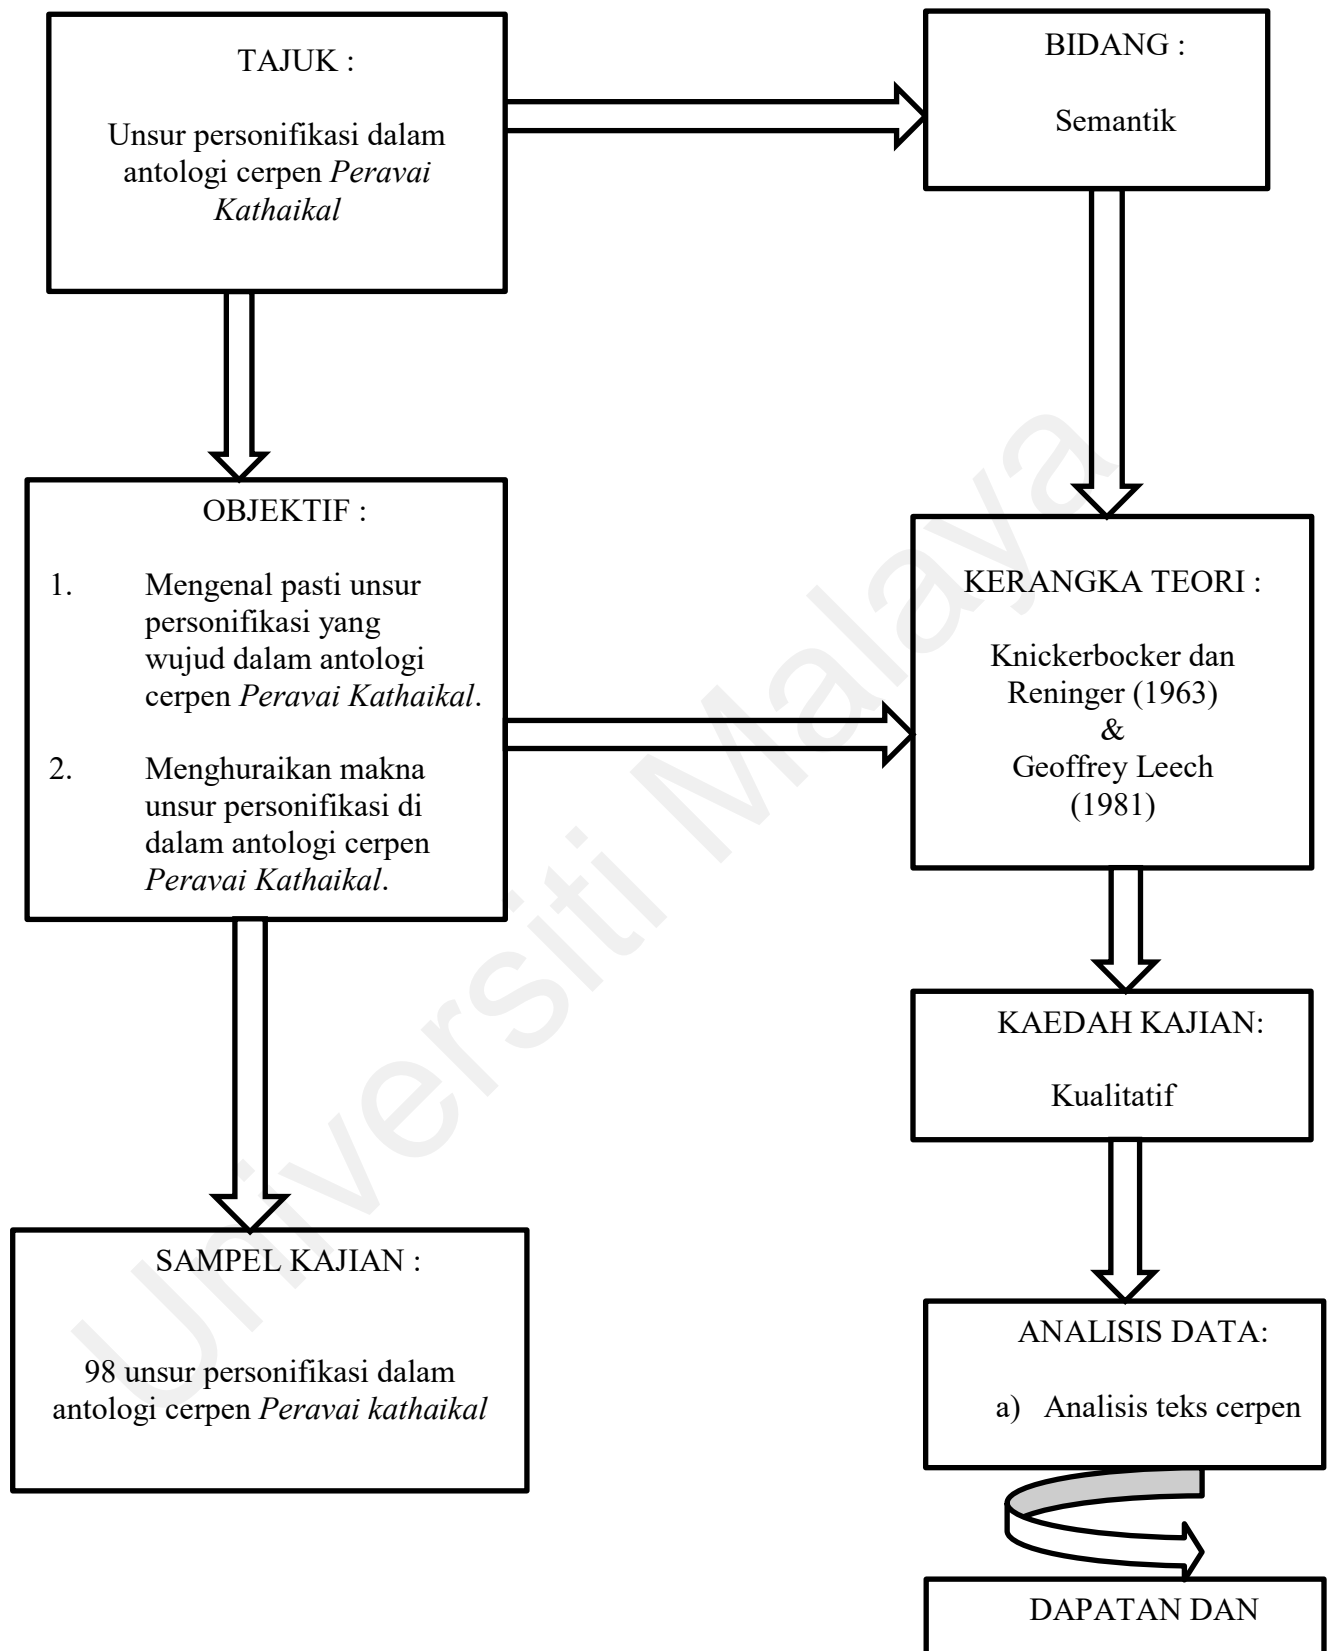 TAJUK :
Unsur personifikasi dalam
antologi cerpen Peravai
Kathaikal
BIDANG :
Semantik
OBJEKTIF :
1. Mengenal pasti unsur
personifikasi yang
wujud dalam antologi
cerpen Peravai Kathaikal.
2. Menghuraikan makna
unsur personifikasi di
dalam antologi cerpen
Peravai Kathaikal.
KERANGKA TEORI :
Knickerbocker dan
Reninger (1963)
&
Geoffrey Leech
(1981)
KAEDAH KAJIAN:
Kualitatif
SAMPEL KAJIAN :
98 unsur personifikasi dalam
antologi cerpen Peravai kathaikal
ANALISIS DATA:
a) Analisis teks cerpen
DAPATAN DAN
Universiti Malaya